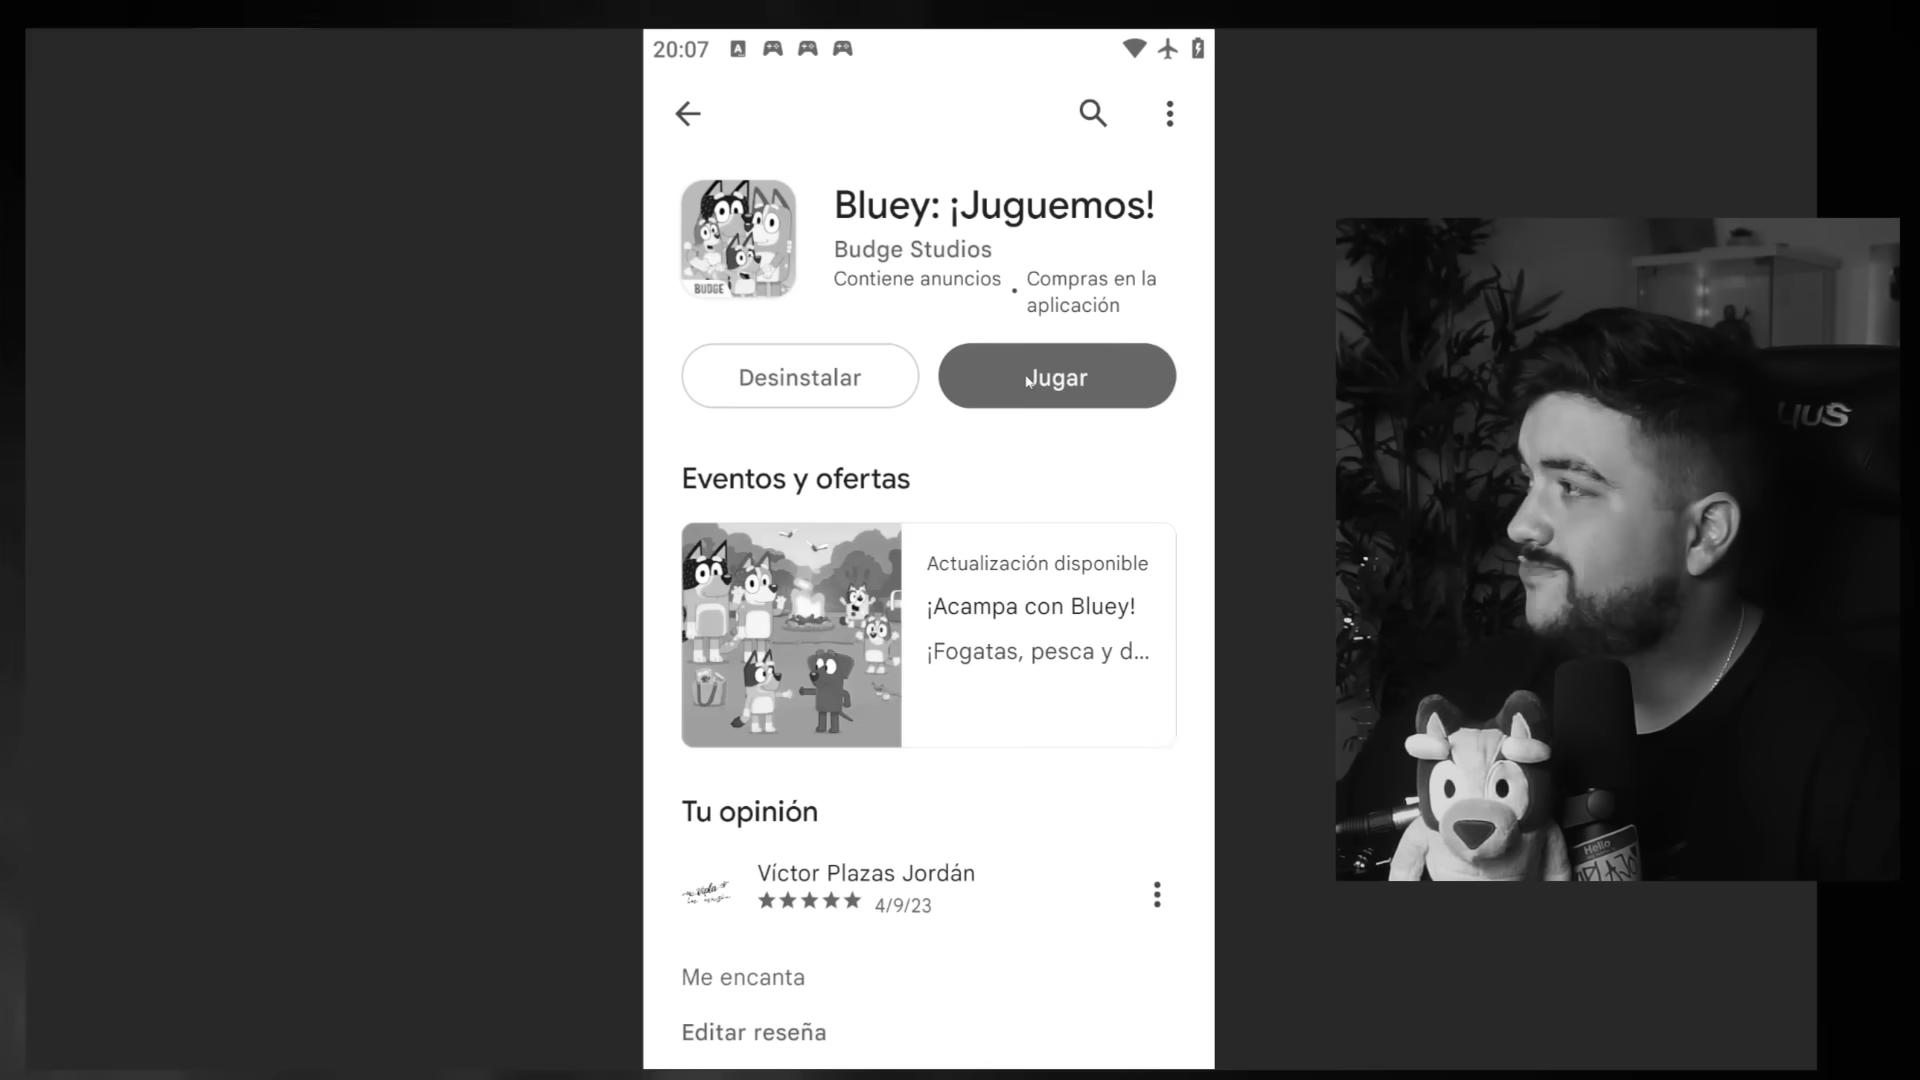 20:07
Bluey: ¡Juguemos!
Budge Studios
Contiene anuncios · Compras en la
aplicación
BUDGE
Desinstalar
Jugar
Eventos y ofertas
Actualización disponible
¡Acampa con Bluey!
¡Fogatas, pesca y d...
Tu opinión
Víctor Plazas Jordán
4/9/23
Me encanta
Editar reseña
Hello